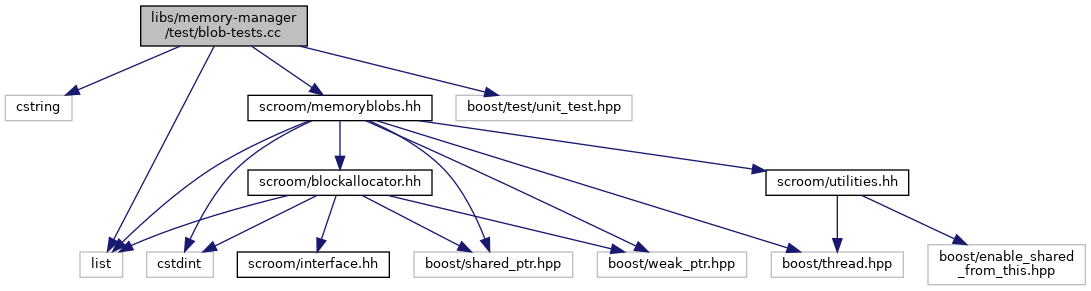 libs/memory-manager
/test/blob-tests.cc
cstring
scroom/memoryblobs.hh
boost/test/unit_test.hpp
scroom/blockallocator.hh
scroom/utilities.hh
list
cstdint
scroom/interface.hh
boost/shared_ptr.hpp
boost/weak_ptr.hpp
boost/thread.hpp
boost/enable_shared
_from_this.hpp